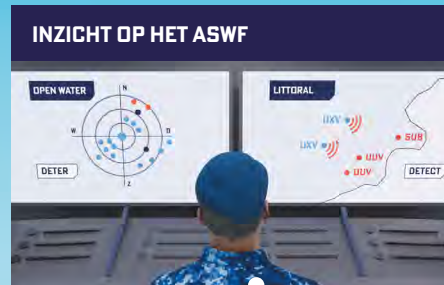 INZICHT OP HET ASWF
OPEN WATER
N
W
O
Z
DETER
LITTORAL
UXV
UXV
SUB
UUV
UUV
DETECT